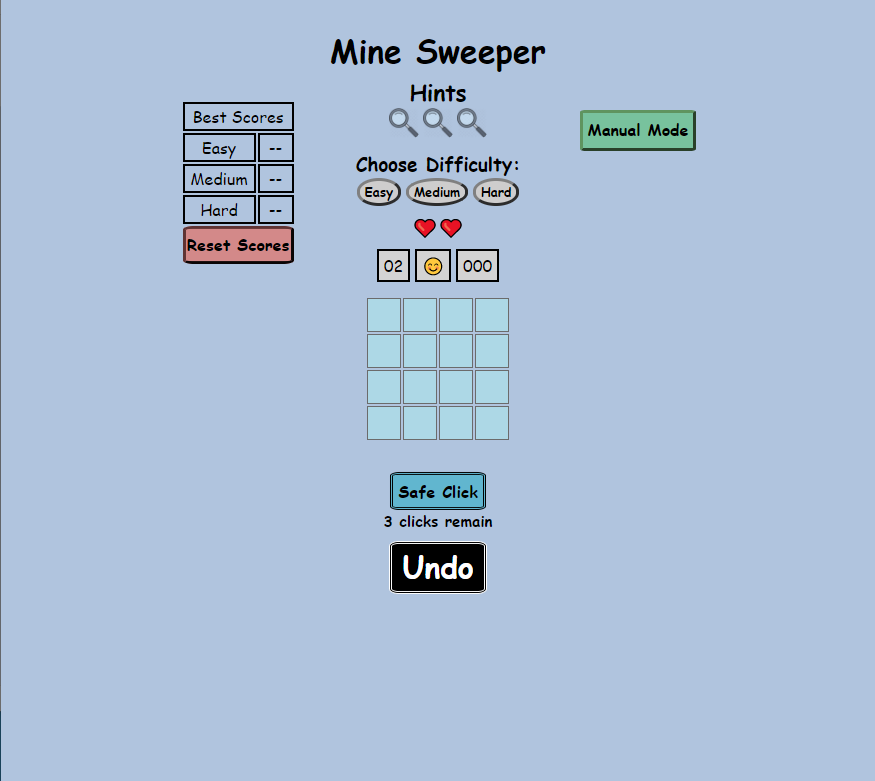 Mine Sweeper
Hints
Best Scores
Easy --
Medium --
Hard --
Reset Scores
Manual Mode
Choose Difficulty:
Easy Medium Hard
02 000
Safe Click
3 clicks remain
Undo